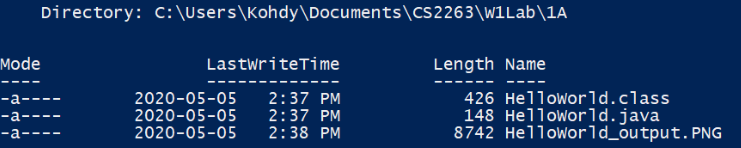 Directory: C:\Users\Kohdy\Documents\CS2263\W1Lab\1A
Mode LastWriteTime Length Name
---- ------------- ------ ----
-a---- 2020-05-05 2:37 PM 426 HelloWorld.class
-a---- 2020-05-05 2:37 PM 148 HelloWorld.java
-a---- 2020-05-05 2:38 PM 8742 HelloWorld_output.PNG